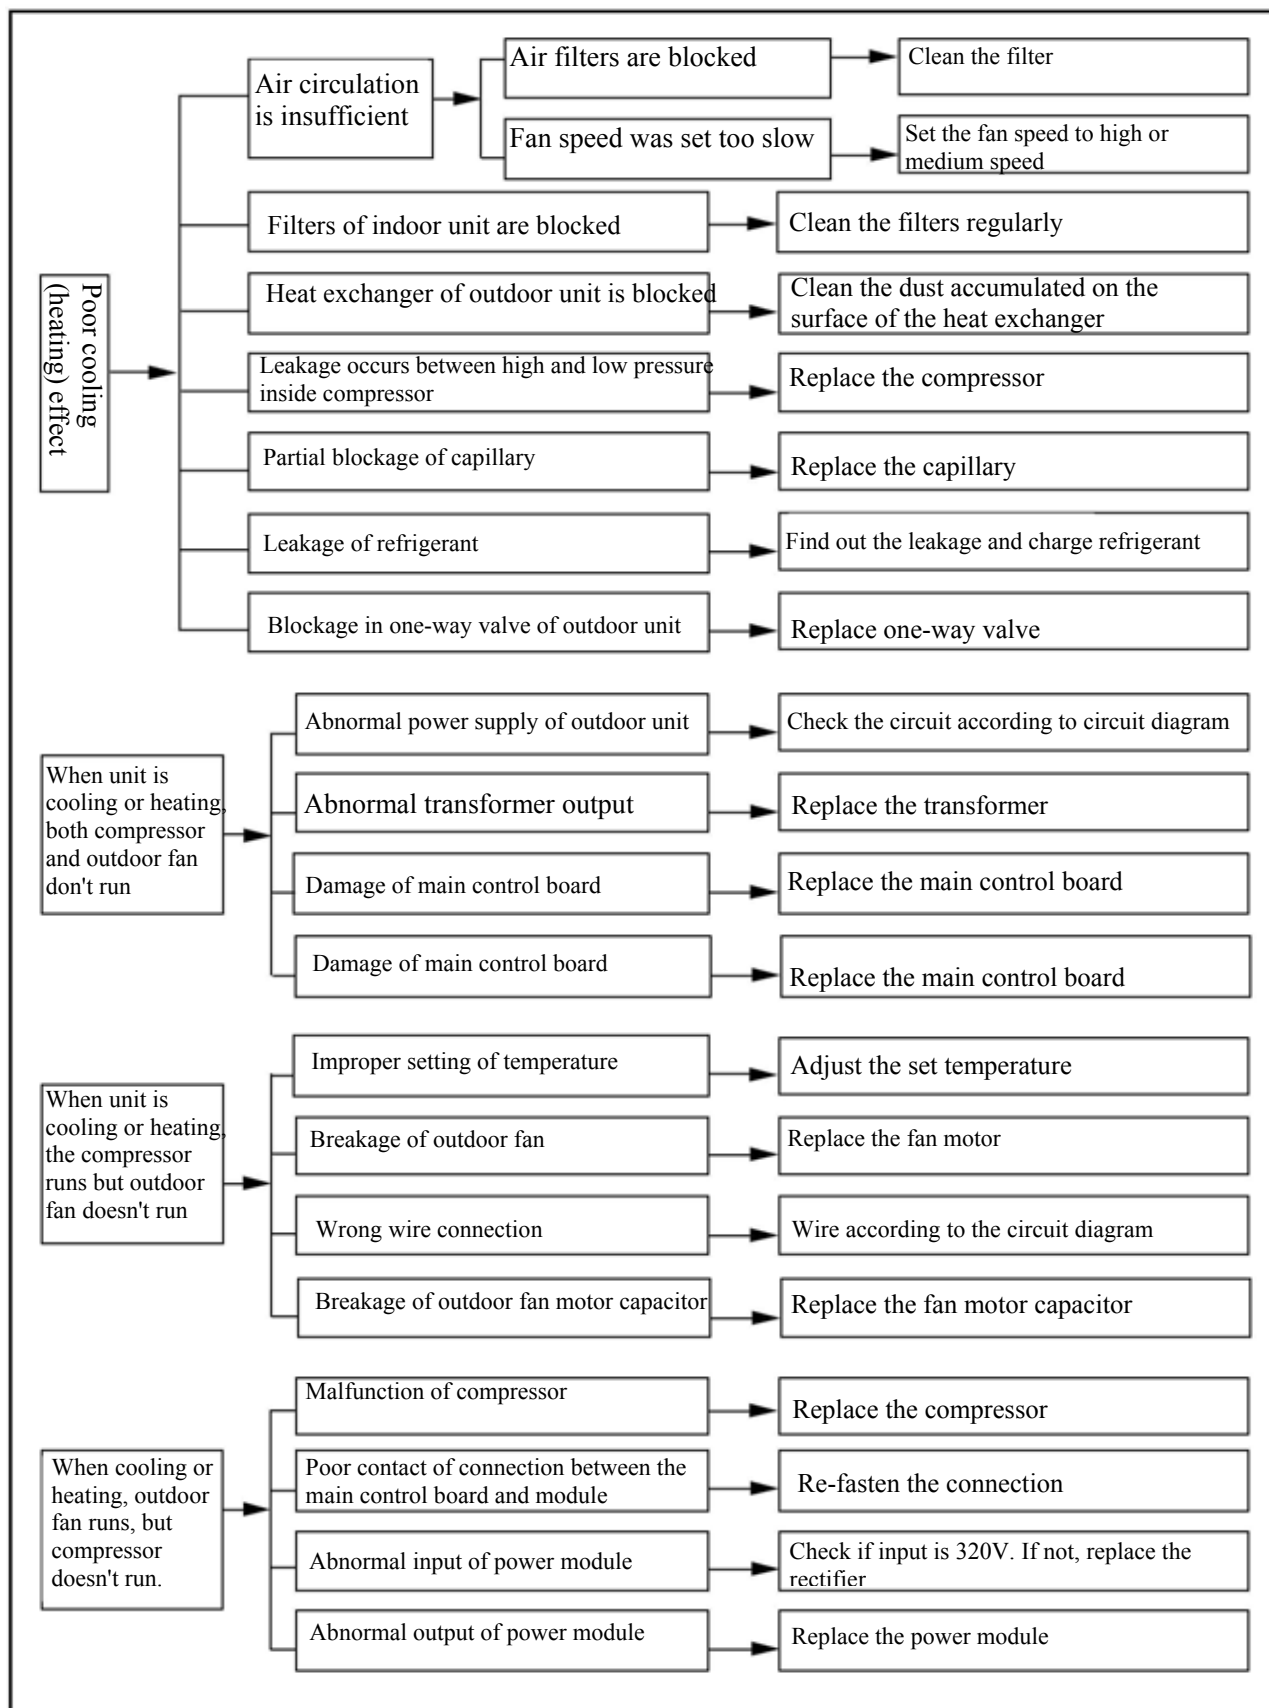 Air circulation
is insufficient
Air filters are blocked
Clean the filter
Fan speed was set too slow
Set the fan speed to high or
medium speed
Filters of indoor unit are blocked
Clean the filters regularly
Poor cooling
(heating) effect
Heat exchanger of outdoor unit is blocked
Clean the dust accumulated on the
surface of the heat exchanger
Leakage occurs between high and low pressure
inside compressor
Replace the compressor
Partial blockage of capillary
Replace the capillary
Leakage of refrigerant
Find out the leakage and charge refrigerant
Blockage in one-way valve of outdoor unit
Replace one-way valve
When unit is
cooling or heating,
both compressor
and outdoor fan
don't run
Abnormal power supply of outdoor unit
Check the circuit according to circuit diagram
Abnormal transformer output
Replace the transformer
Damage of main control board
Replace the main control board
Damage of main control board
Replace the main control board
When unit is
cooling or heating,
the compressor
runs but outdoor
fan doesn't run
Improper setting of temperature
Adjust the set temperature
Breakage of outdoor fan
Replace the fan motor
Wrong wire connection
Wire according to the circuit diagram
Breakage of outdoor fan motor capacitor
Replace the fan motor capacitor
When cooling or
heating, outdoor
fan runs, but
compressor
doesn't run.
Malfunction of compressor
Replace the compressor
Poor contact of connection between the
main control board and module
Re-fasten the connection
Abnormal input of power module
Check if input is 320V. If not, replace the
rectifier
Abnormal output of power module
Replace the power module